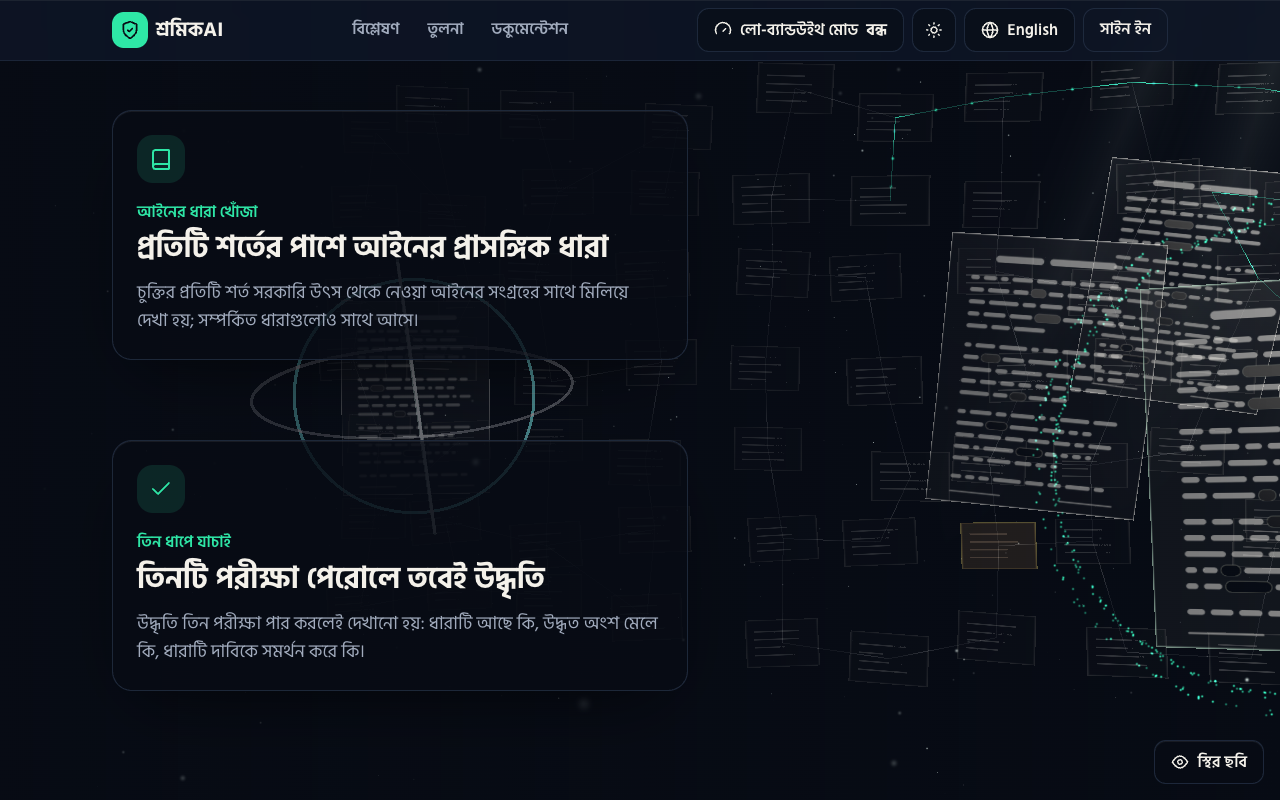 শ্রমিকAI
বিশ্লেষণ
তুলনা
ডকুমেন্টেশন
লো-ব্যান্ডউইথ মোড বন্ধ
English
সাইন ইন
আইনের ধারা খোঁজা
প্রতিটি শর্তের পাশে আইনের প্রাসঙ্গিক ধারা
চুক্তির প্রতিটি শর্ত সরকারি উৎস থেকে নেওয়া আইনের সংগ্রহের সাথে মিলিয়ে
দেখা হয়; সম্পর্কিত ধারাগুলোও সাথে আসে।
তিন ধাপে যাচাই
তিনটি পরীক্ষা পেরোলে তবেই উদ্ধৃতি
উদ্ধৃতি তিন পরীক্ষা পার করলেই দেখানো হয়: ধারাটি আছে কি, উদ্ধৃত অংশ মেলে
কি, ধারাটি দাবিকে সমর্থন করে কি।
স্থির ছবি